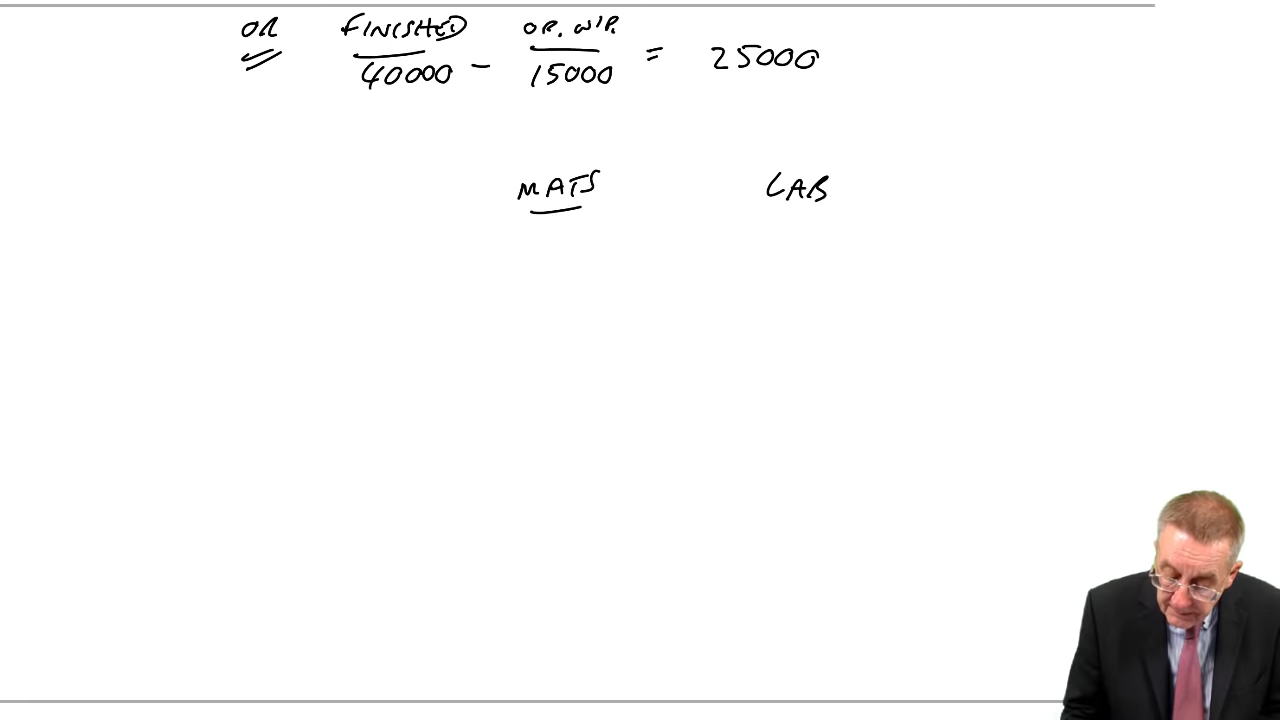 OR FINISHED OP. WIP.
40000 - 15000 = 25000
MATS LAB